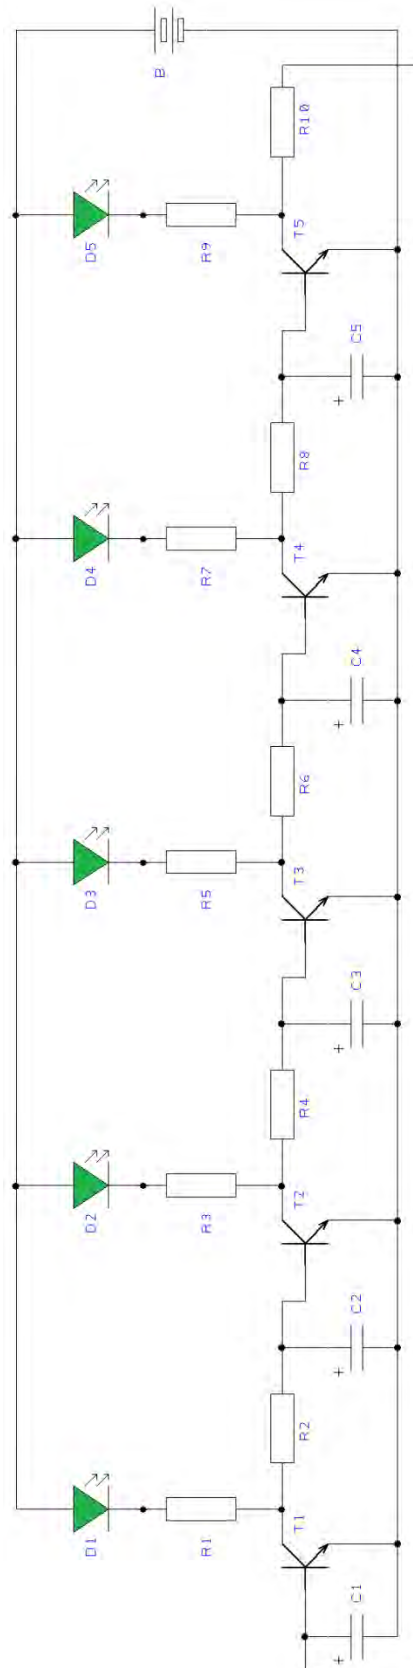 B
R10
D5
R9
T5
C5
+
R8
D4
R7
T4
C4
+
R6
D3
R5
T3
C3
+
R4
D2
R3
T2
C2
+
R2
D1
R1
T1
C1
+